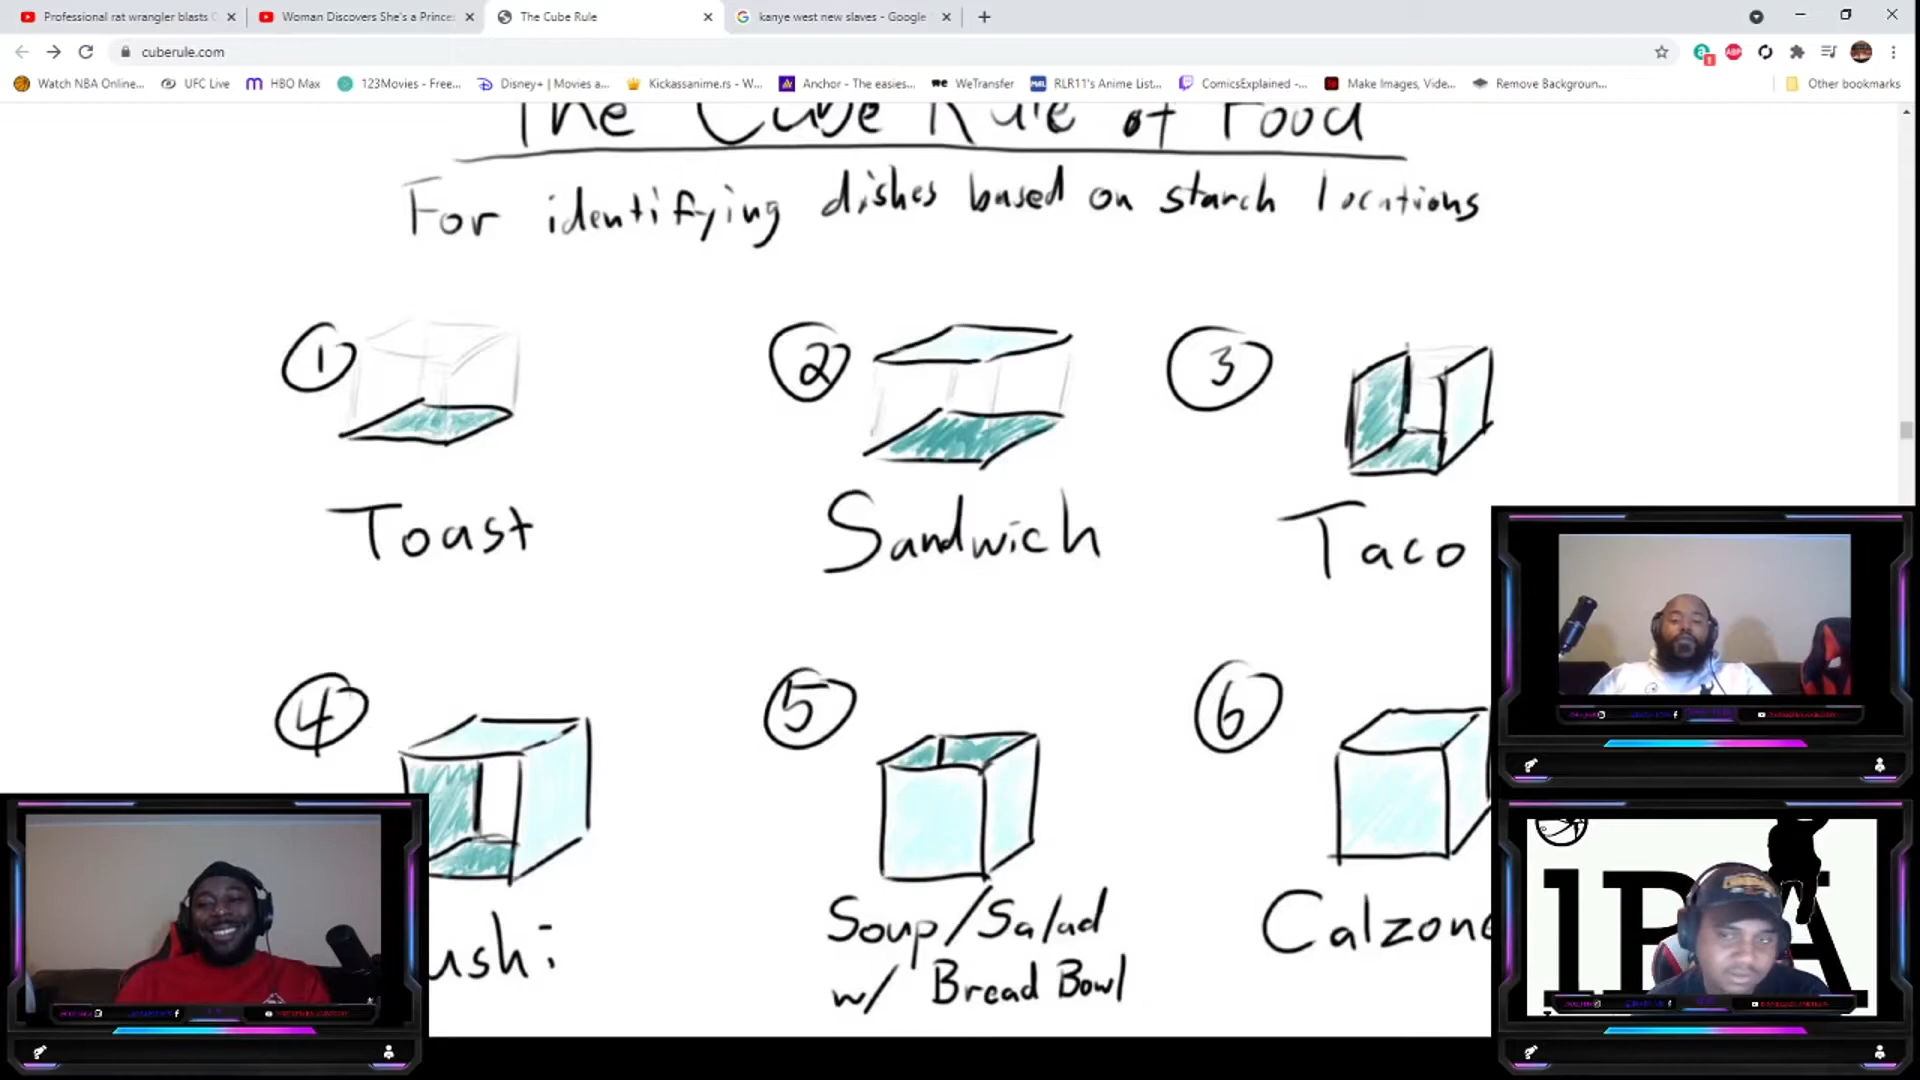 Professional rat wrangler blasts C
Woman Discovers She's a Prince
The Cube Rule
kanye west new slaves - Google
cuberule.com
Watch NBA Online...
UFC Live
HBO Max
123Movies - Free...
Disney+ | Movies a...
Kickassanime.rs - W...
Anchor - The easies...
WeTransfer
RLR11's Anime List...
ComicsExplained -...
Make Images, Vide...
Remove Backgroun...
Other bookmarks
The Cube Rule of Food
For identifying dishes based on starch locations
1
2
3
Toast
Sandwich
Taco
4
5
6
ushi
Soup/Salad
w/ Bread Bowl
Calzone